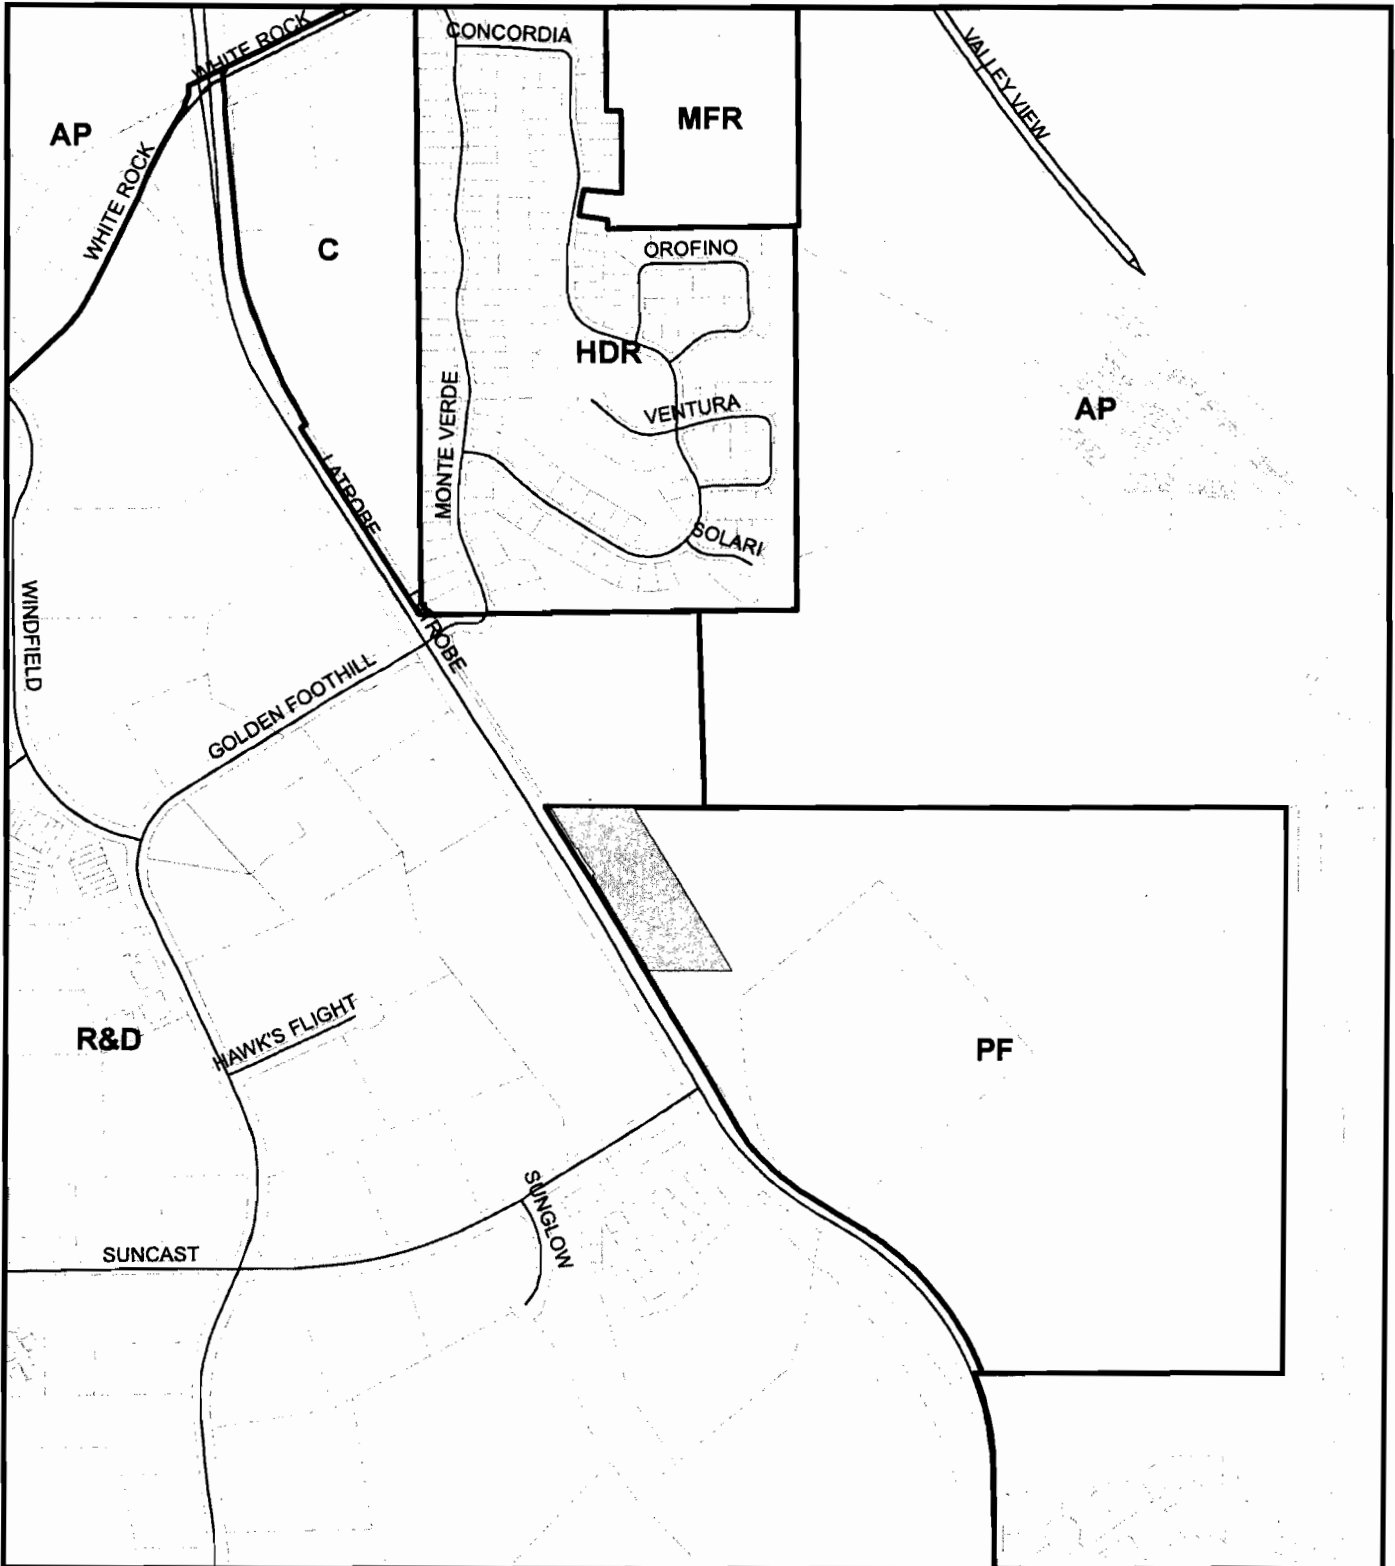 WHITE ROCK
CONCORDIA
VALLEY VIEW
AP
MFR
WHITE ROCK
C
OROFINO
HDR
AP
MONTE VERDE
VENTURA
LATROBE
SOLARI
WINDFIELD
LATROBE
GOLDEN FOOTHILL
R&D
HAWK'S FLIGHT
PF
SUNGLOW
SUNCAST